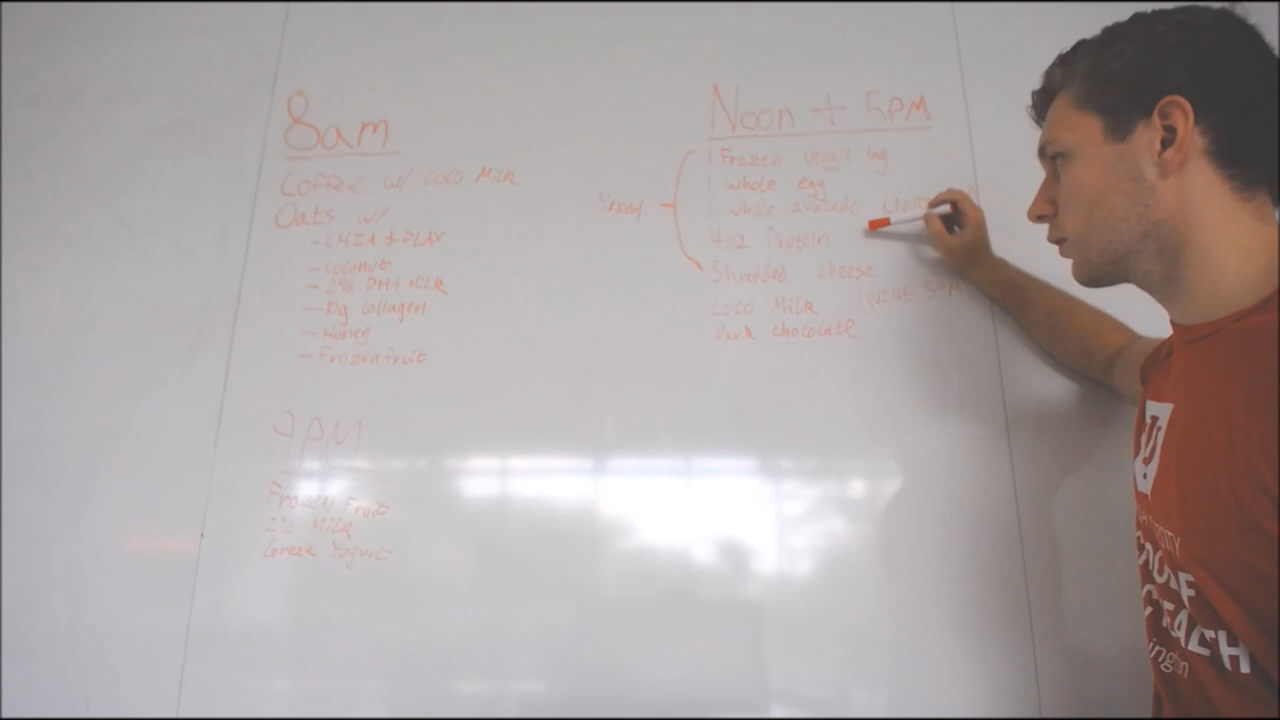 8am
Coffee w/ coco Milk
Oats w/
- CHIA & FLAX
- coconut
- 2% DHA Milk
- 10g collagen
- Honey
- Frozen fruit
9PM
Frozen Fruit
2% Milk
Greek Yogurt
Noon + 5PM
1 Frozen veggie bag
1 whole egg
1 whole avocado
4oz Protein
Shredded cheese
Coco Milk (WINE 5PM)
Dark chocolate
Mixed